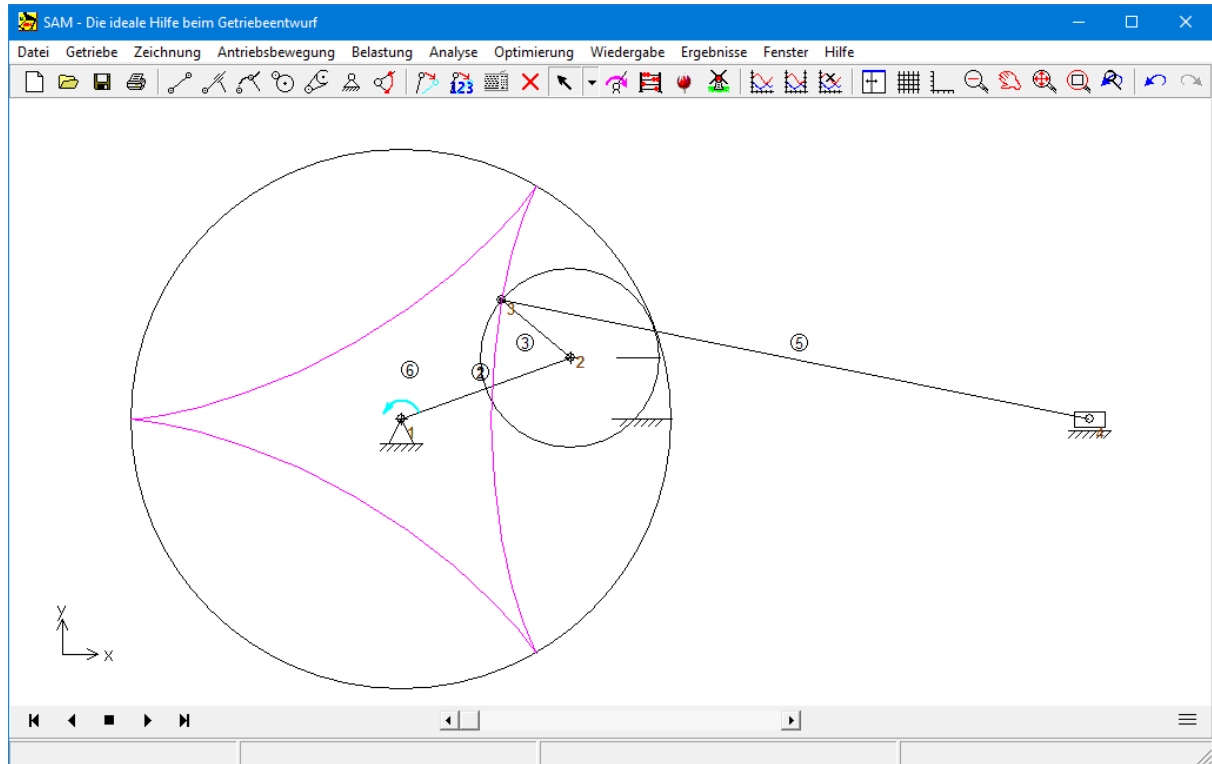 SAM - Die ideale Hilfe beim Getriebeentwurf
Datei Getriebe Zeichnung Antriebsbewegung Belastung Analyse Optimierung Wiedergabe Ergebnisse Fenster Hilfe
123
3
3
5
2
6
2
1
4
y
x